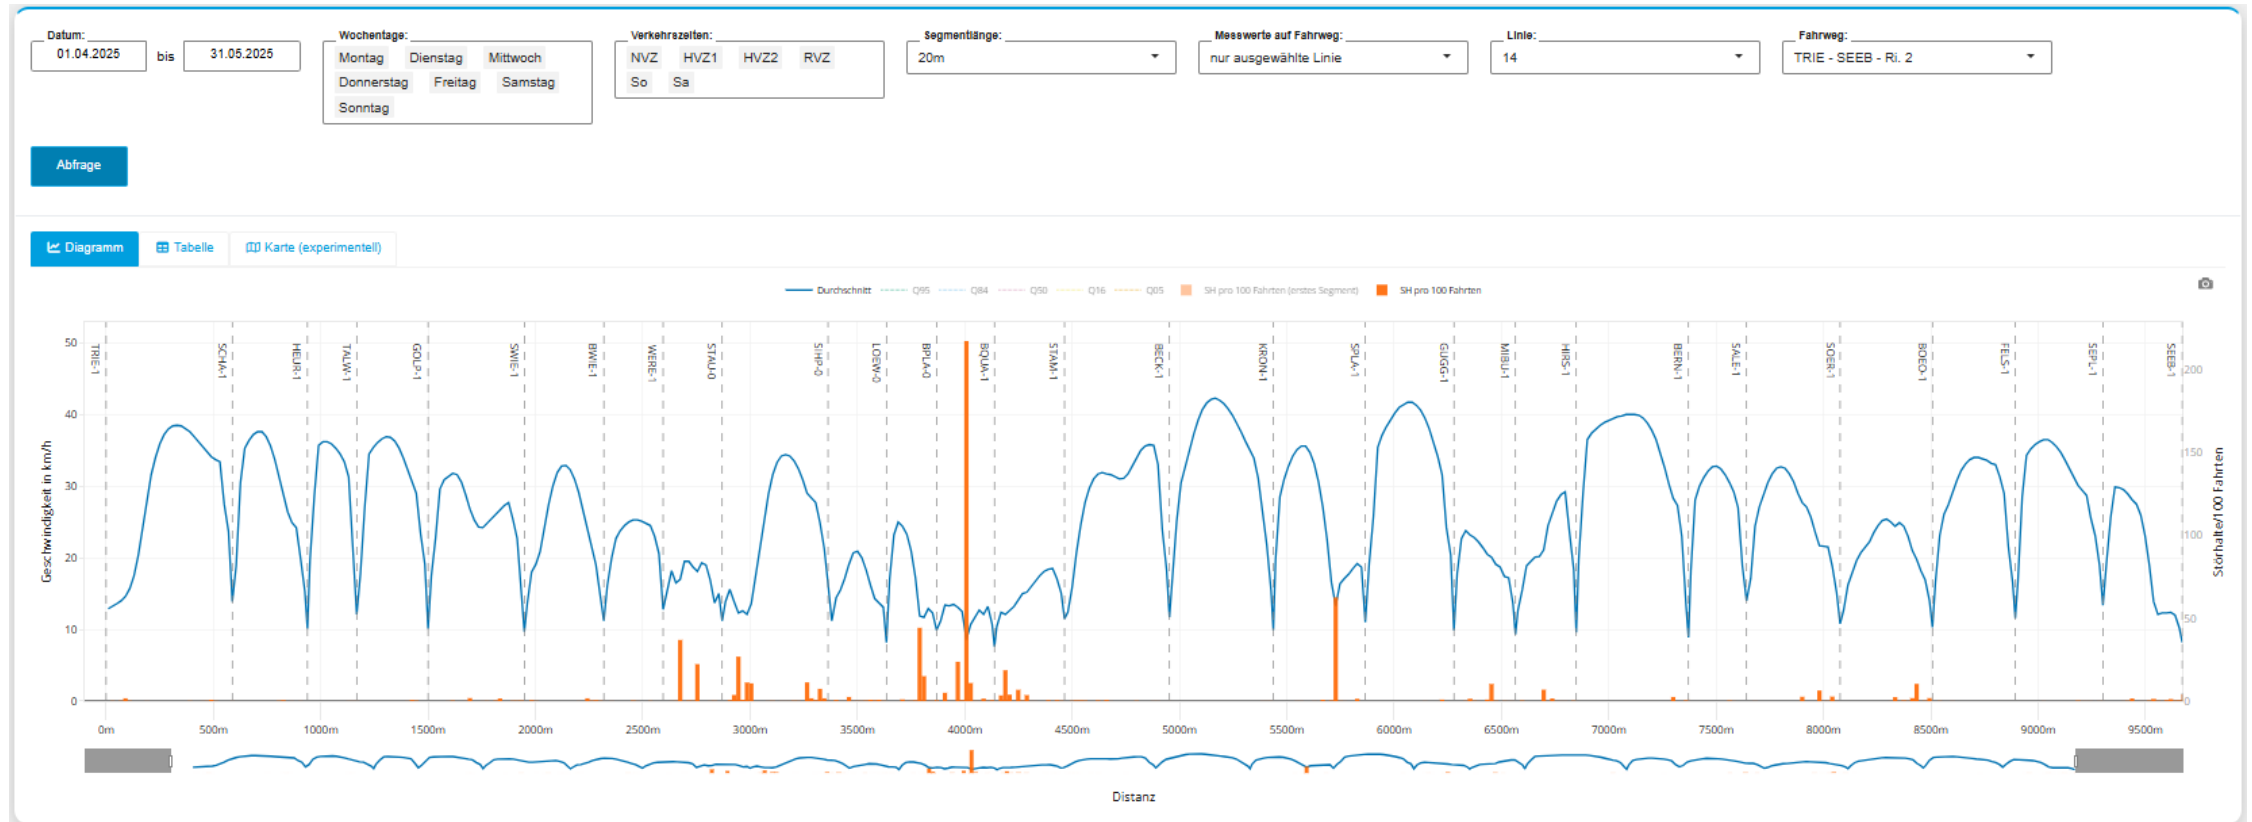 Datum: Wochentage: Verkehrszeiten: Segmentlänge: Messwerte auf Fahrweg: Linie: Fahrweg:
01.04.2025 bis 31.05.2025 Montag Dienstag Mittwoch NVZ HVZ1 HVZ2 RVZ 20m nur ausgewählte Linie 14 TRIE - SEEB - Ri. 2
Donnerstag Freitag Samstag So Sa
Sonntag
Abfrage
Diagramm Tabelle Karte (experimentell)
Durchschnitt Q95 Q84 Q50 Q16 Q05 SH pro 100 Fahrten (erstes Segment) SH pro 100 Fahrten
TRIE-1 SCHA-1 HEUR-1 TALW-1 GOLP-1 SWIE-1 BWIE-1 WERE-1 STAU-0 SIHP-0 LOEW-0 BPLA-0 BQUA-1 STAM-1 BECK-1 KRON-1 SPLA-1 GUGG-1 MIBU-1 HIRS-1 BERN-1 SALE-1 SOER-1 BOEO-1 FELS-1 SEPL-1 SEEB-1
Geschwindigkeit in km/h
50
40
30
20
10
0
Störhalte/100 Fahrten
200
150
100
50
0
0m 500m 1000m 1500m 2000m 2500m 3000m 3500m 4000m 4500m 5000m 5500m 6000m 6500m 7000m 7500m 8000m 8500m 9000m 9500m
Distanz